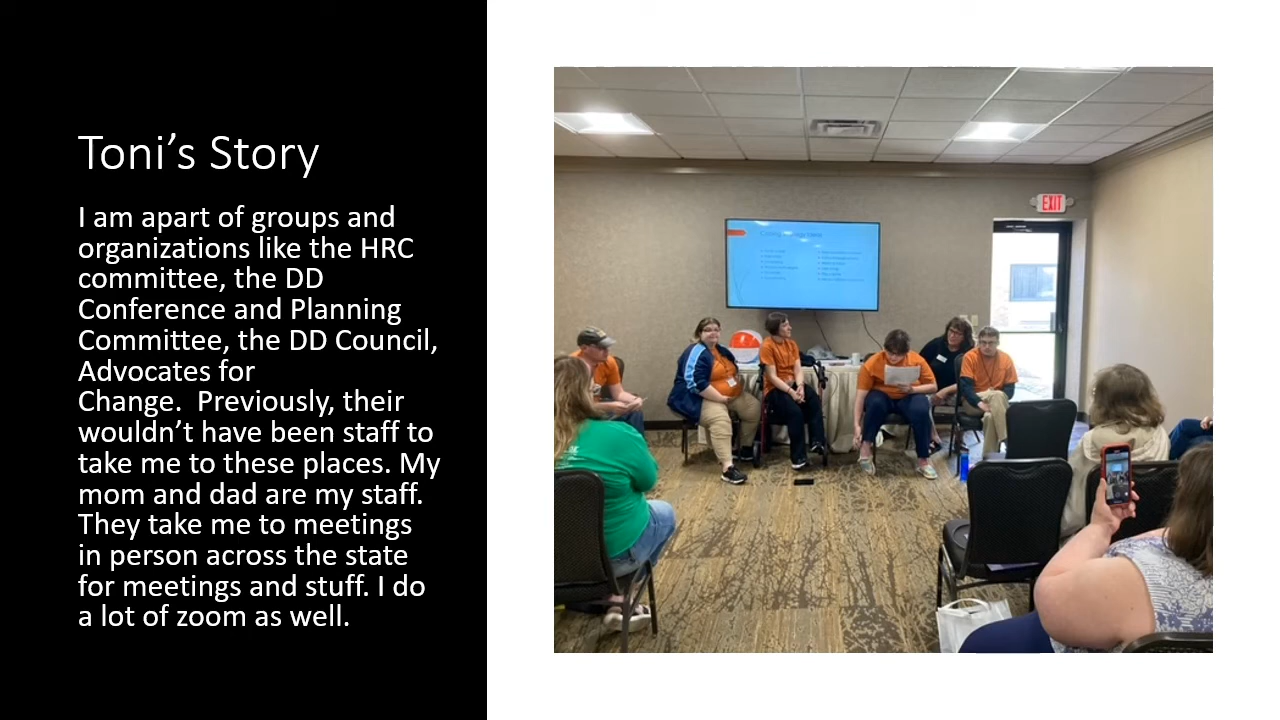 Toni’s Story
I am apart of groups and
organizations like the HRC
committee, the DD
Conference and Planning
Committee, the DD Council,
Advocates for
Change.  Previously, their
wouldn’t have been staff to
take me to these places. My
mom and dad are my staff.
They take me to meetings
in person across the state
for meetings and stuff. I do
a lot of zoom as well.
EXIT